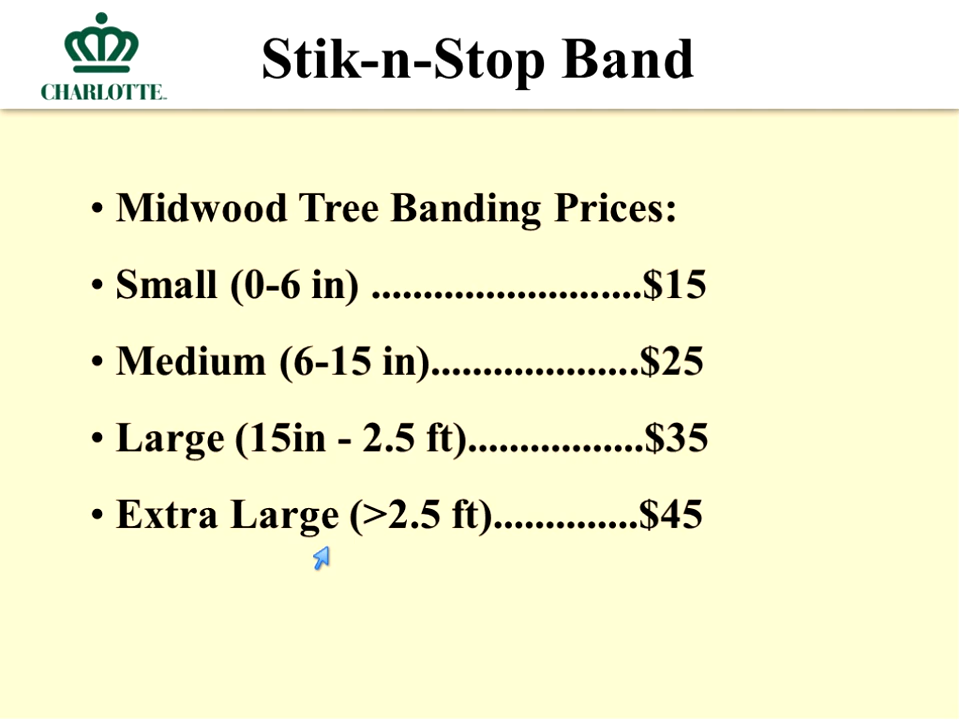 CHARLOTTE™
Stik-n-Stop Band
• Midwood Tree Banding Prices:
• Small (0-6 in) ..........................$15
• Medium (6-15 in)....................$25
• Large (15in - 2.5 ft).................$35
• Extra Large (>2.5 ft)..............$45